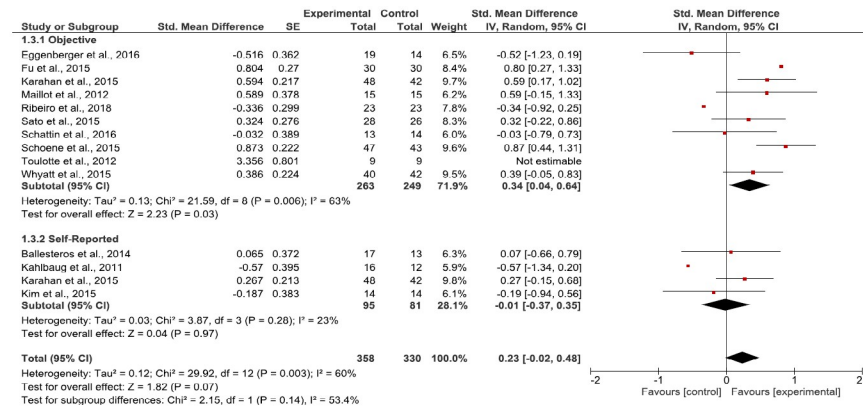 Experimental Control Std. Mean Difference Std. Mean Difference
Study or Subgroup Std. Mean Difference SE Total Total Weight IV, Random, 95% CI IV, Random, 95% CI
1.3.1 Objective
Eggenberger et al., 2016 -0.516 0.362 19 14 6.5% -0.52 [-1.23, 0.19]
Fu et al., 2015 0.804 0.27 30 30 8.4% 0.80 [0.27, 1.33]
Karahan et al., 2015 0.594 0.217 48 42 9.7% 0.59 [0.17, 1.02]
Maillot et al., 2012 0.589 0.378 15 15 6.2% 0.59 [-0.15, 1.33]
Ribeiro et al., 2018 -0.336 0.299 23 23 7.8% -0.34 [-0.92, 0.25]
Sato et al., 2015 0.324 0.276 28 26 8.3% 0.32 [-0.22, 0.86]
Schattin et al., 2016 -0.032 0.389 13 14 6.0% -0.03 [-0.79, 0.73]
Schoene et al., 2015 0.873 0.222 47 43 9.6% 0.87 [0.44, 1.31]
Toulotte et al., 2012 3.356 0.801 9 9 Not estimable
Whyatt et al., 2015 0.386 0.224 40 42 9.5% 0.39 [-0.05, 0.83]
Subtotal (95% CI) 263 249 71.9% 0.34 [0.04, 0.64]
Heterogeneity: Tau² = 0.13; Chi² = 21.59, df = 8 (P = 0.006); I² = 63%
Test for overall effect: Z = 2.23 (P = 0.03)
1.3.2 Self-Reported
Ballesteros et al., 2014 0.065 0.372 17 13 6.3% 0.07 [-0.66, 0.79]
Kahlbaug et al., 2011 -0.57 0.395 16 12 5.9% -0.57 [-1.34, 0.20]
Karahan et al., 2015 0.267 0.213 48 42 9.8% 0.27 [-0.15, 0.68]
Kim et al., 2015 -0.187 0.383 14 14 6.1% -0.19 [-0.94, 0.56]
Subtotal (95% CI) 95 81 28.1% -0.01 [-0.37, 0.35]
Heterogeneity: Tau² = 0.03; Chi² = 3.87, df = 3 (P = 0.28); I² = 23%
Test for overall effect: Z = 0.04 (P = 0.97)
Total (95% CI) 358 330 100.0% 0.23 [-0.02, 0.48]
Heterogeneity: Tau² = 0.12; Chi² = 29.92, df = 12 (P = 0.003); I² = 60%
Test for overall effect: Z = 1.82 (P = 0.07)
Test for subgroup differences: Chi² = 2.15, df = 1 (P = 0.14), I² = 53.4%
-2 -1 0 1 2
Favours [control] Favours [experimental]